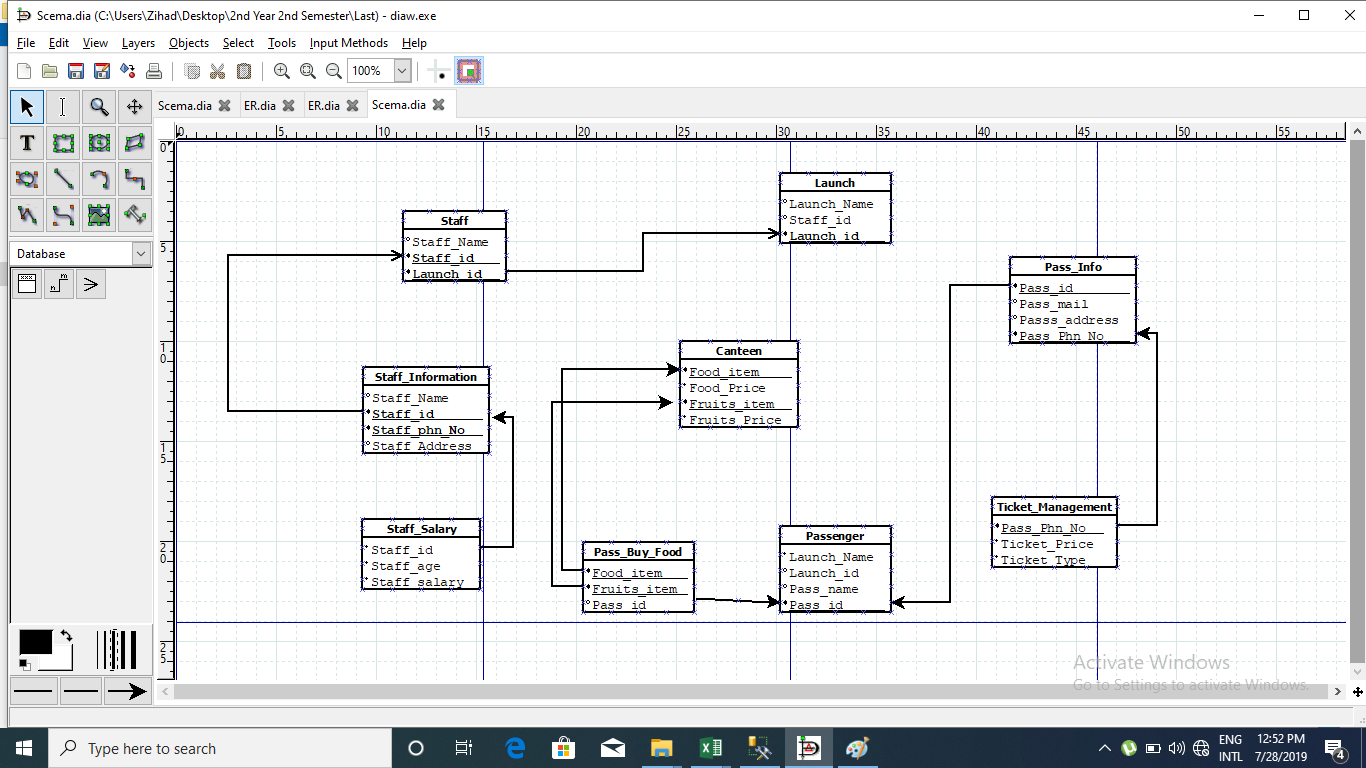 Scema.dia (C:\Users\Zihad\Desktop\2nd Year 2nd Semester\Last) - diaw.exe
File Edit View Layers Objects Select Tools Input Methods Help
100%
Scema.dia ER.dia ER.dia Scema.dia
0 5 10 15 20 25 30 35 40 45 50 55
0
5
10
15
20
25
T
Database
Launch
Launch_Name
Staff_id
Launch_id
Staff
Staff_Name
Staff_id
Launch_id
Pass_Info
Pass_id
Pass_mail
Passs_address
Pass_Phn_No
Canteen
Food_item
Food_Price
Fruits_item
Fruits_Price
Staff_Information
Staff_Name
Staff_id
Staff_phn_No
Staff_Address
Staff_Salary
Staff_id
Staff_age
Staff_salary
Pass_Buy_Food
Food_item
Fruits_item
Pass_id
Passenger
Launch_Name
Launch_id
Pass_name
Pass_id
Ticket_Management
Pass_Phn_No
Ticket_Price
Ticket_Type
Activate Windows
Go to Settings to activate Windows.
Type here to search
ENG
INTL
12:52 PM
7/28/2019
4